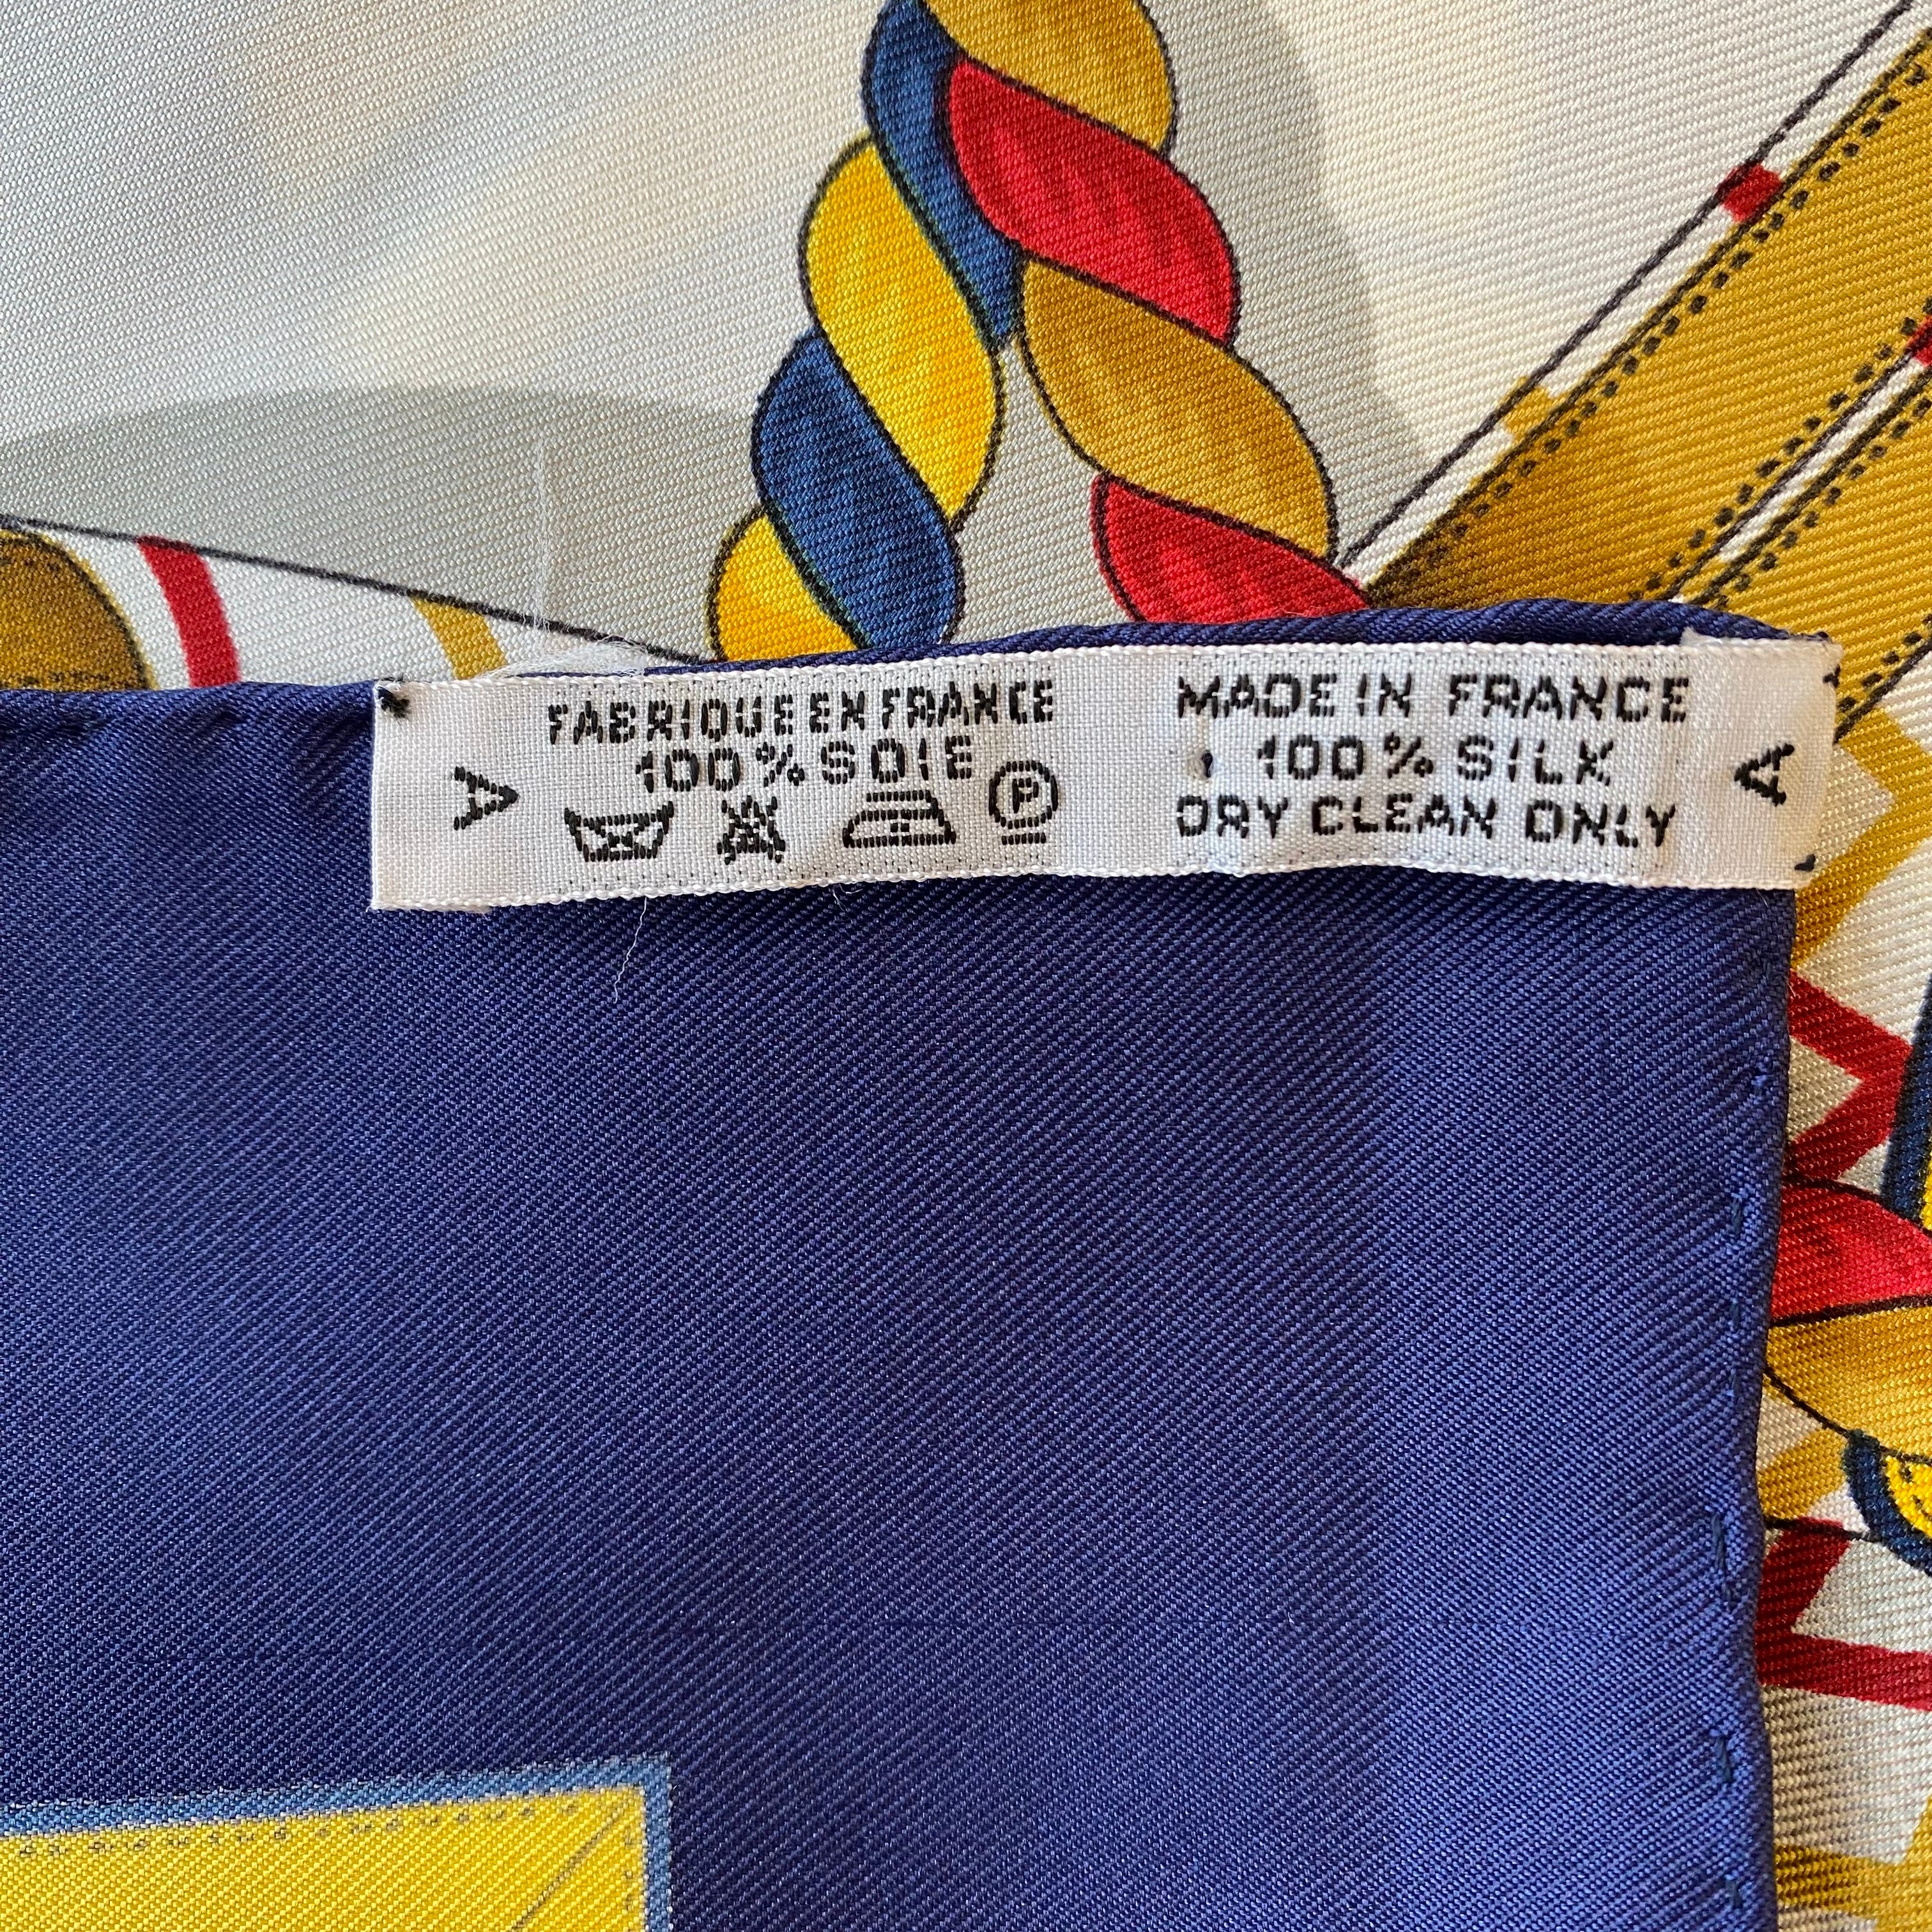 FABRIQUE EN FRANCE
100% SOIE
P
A
MADE IN FRANCE
100% SILK
DRY CLEAN ONLY
A